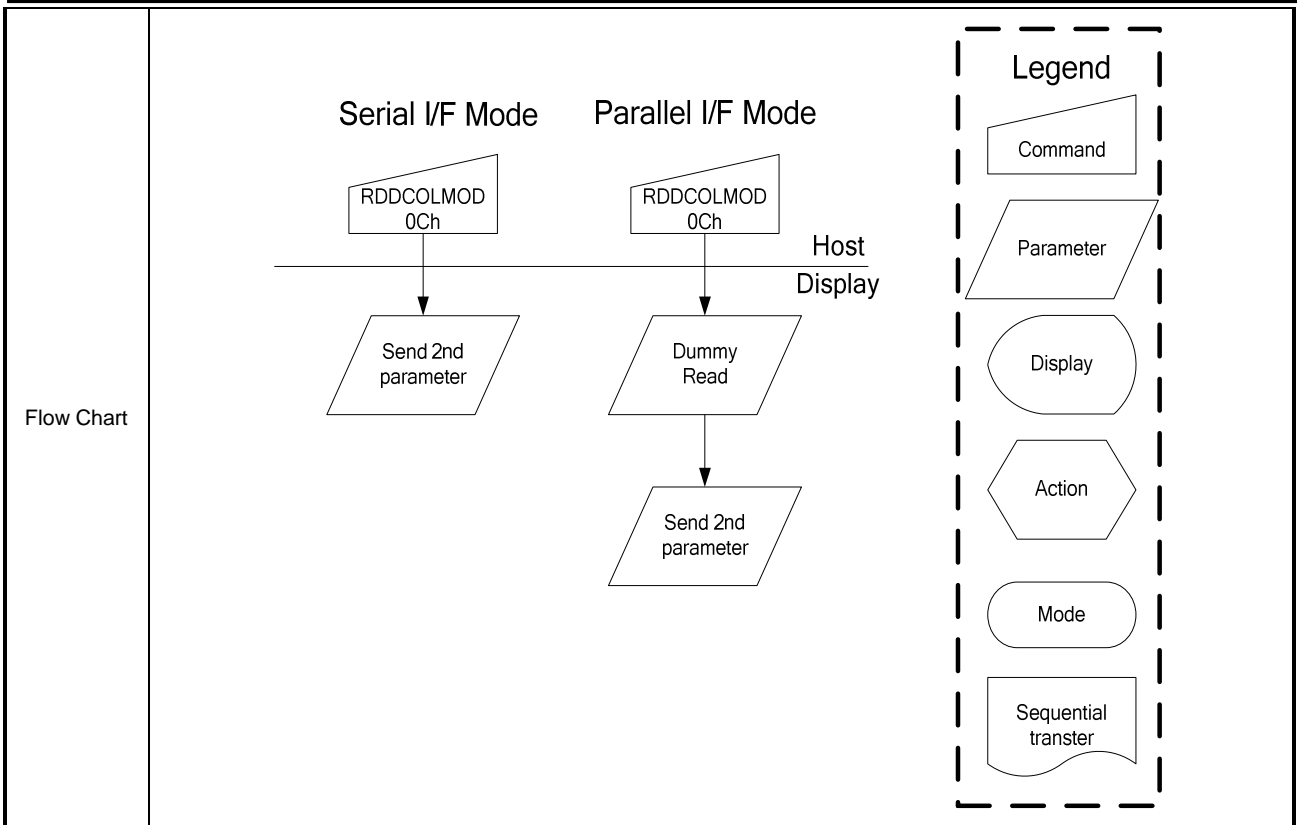 Flow Chart
Serial I/F Mode
Parallel I/F Mode
RDDCOLMOD
0Ch
RDDCOLMOD
0Ch
Host
Display
Send 2nd
parameter
Dummy
Read
Send 2nd
parameter
Legend
Command
Parameter
Display
Action
Mode
Sequential
transter